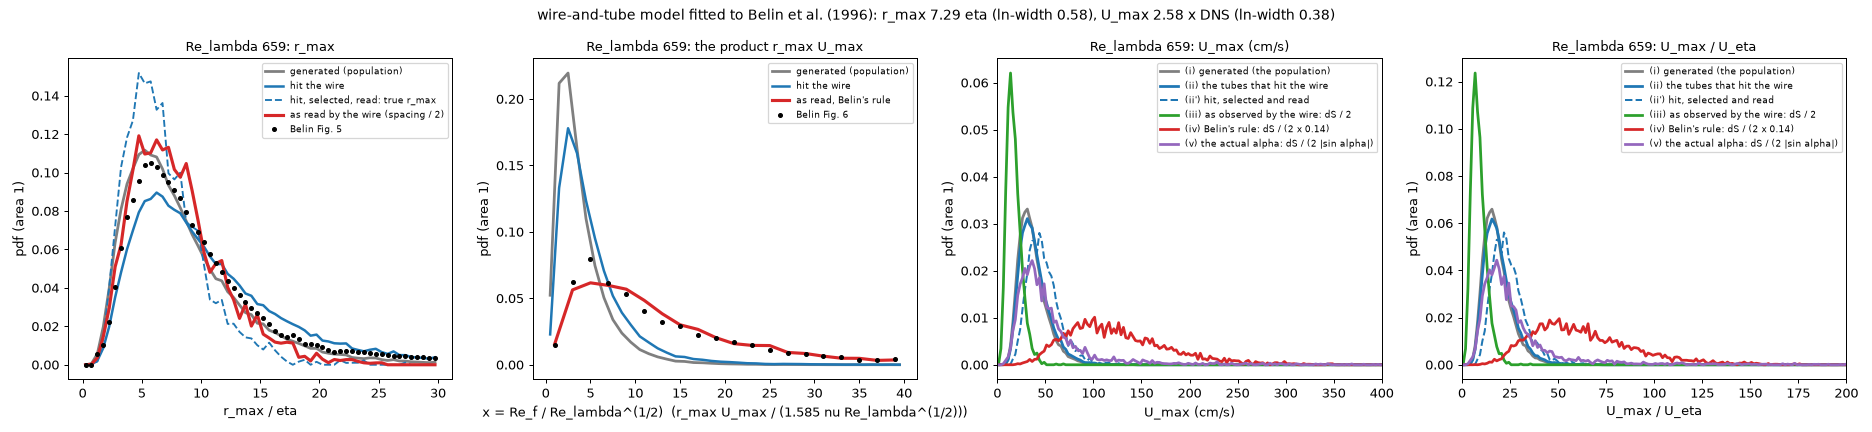 wire-and-tube model fitted to Belin et al. (1996): r_max 7.29 eta (ln-width 0.58), U_max 2.58 x DNS (ln-width 0.38)
Re_lambda 659: r_max
generated (population)
hit the wire
hit, selected, read: true r_max
as read by the wire (spacing / 2)
Belin Fig. 5
pdf (area 1)
0.14
0.12
0.10
0.08
0.06
0.04
0.02
0.00
0 5 10 15 20 25 30
r_max / eta
Re_lambda 659: the product r_max U_max
generated (population)
hit the wire
as read, Belin's rule
Belin Fig. 6
pdf (area 1)
0.20
0.15
0.10
0.05
0.00
0 5 10 15 20 25 30 35 40
x = Re_f / Re_lambda^(1/2) (r_max U_max / (1.585 nu Re_lambda^(1/2)))
Re_lambda 659: U_max (cm/s)
(i) generated (the population)
(ii) the tubes that hit the wire
(ii') hit, selected and read
(iii) as observed by the wire: dS / 2
(iv) Belin's rule: dS / (2 x 0.14)
(v) the actual alpha: dS / (2 |sin alpha|)
pdf (area 1)
0.06
0.05
0.04
0.03
0.02
0.01
0.00
0 50 100 150 200 250 300 350 400
U_max (cm/s)
Re_lambda 659: U_max / U_eta
(i) generated (the population)
(ii) the tubes that hit the wire
(ii') hit, selected and read
(iii) as observed by the wire: dS / 2
(iv) Belin's rule: dS / (2 x 0.14)
(v) the actual alpha: dS / (2 |sin alpha|)
pdf (area 1)
0.12
0.10
0.08
0.06
0.04
0.02
0.00
0 25 50 75 100 125 150 175 200
U_max / U_eta